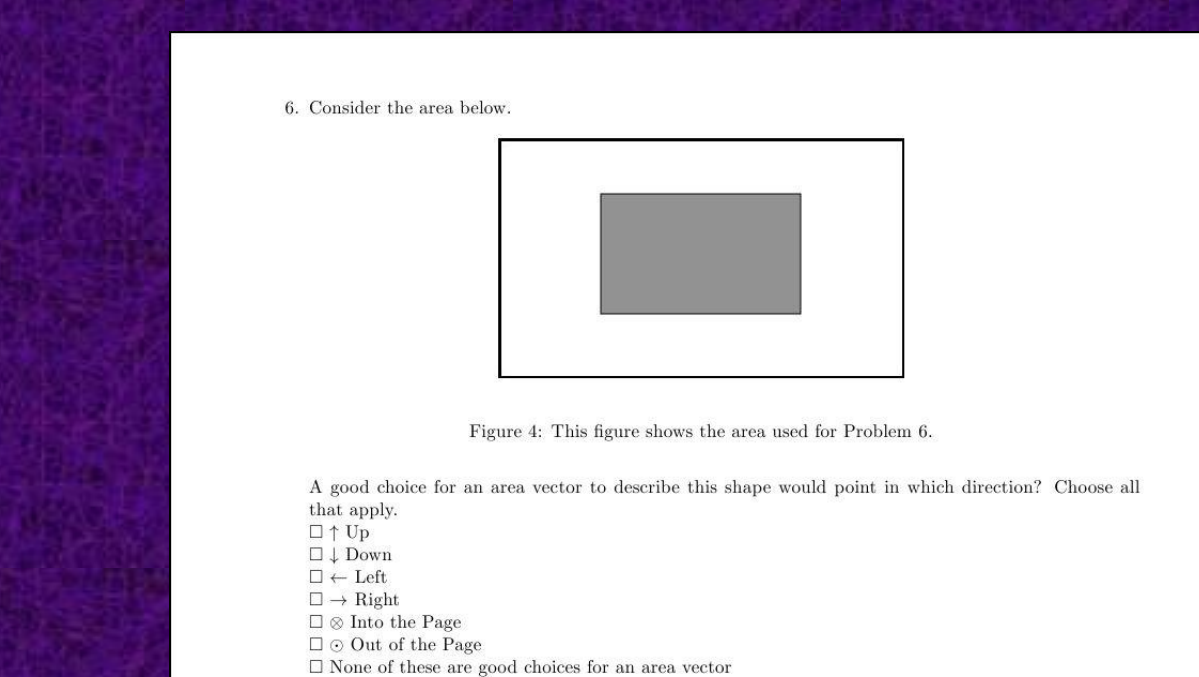 6. Consider the area below.
Figure 4: This figure shows the area used for Problem 6.
A good choice for an area vector to describe this shape would point in which direction? Choose all
that apply.
□ ↑ Up
□ ↓ Down
□ ← Left
□ → Right
□ ⊗ Into the Page
□ ⊙ Out of the Page
□ None of these are good choices for an area vector